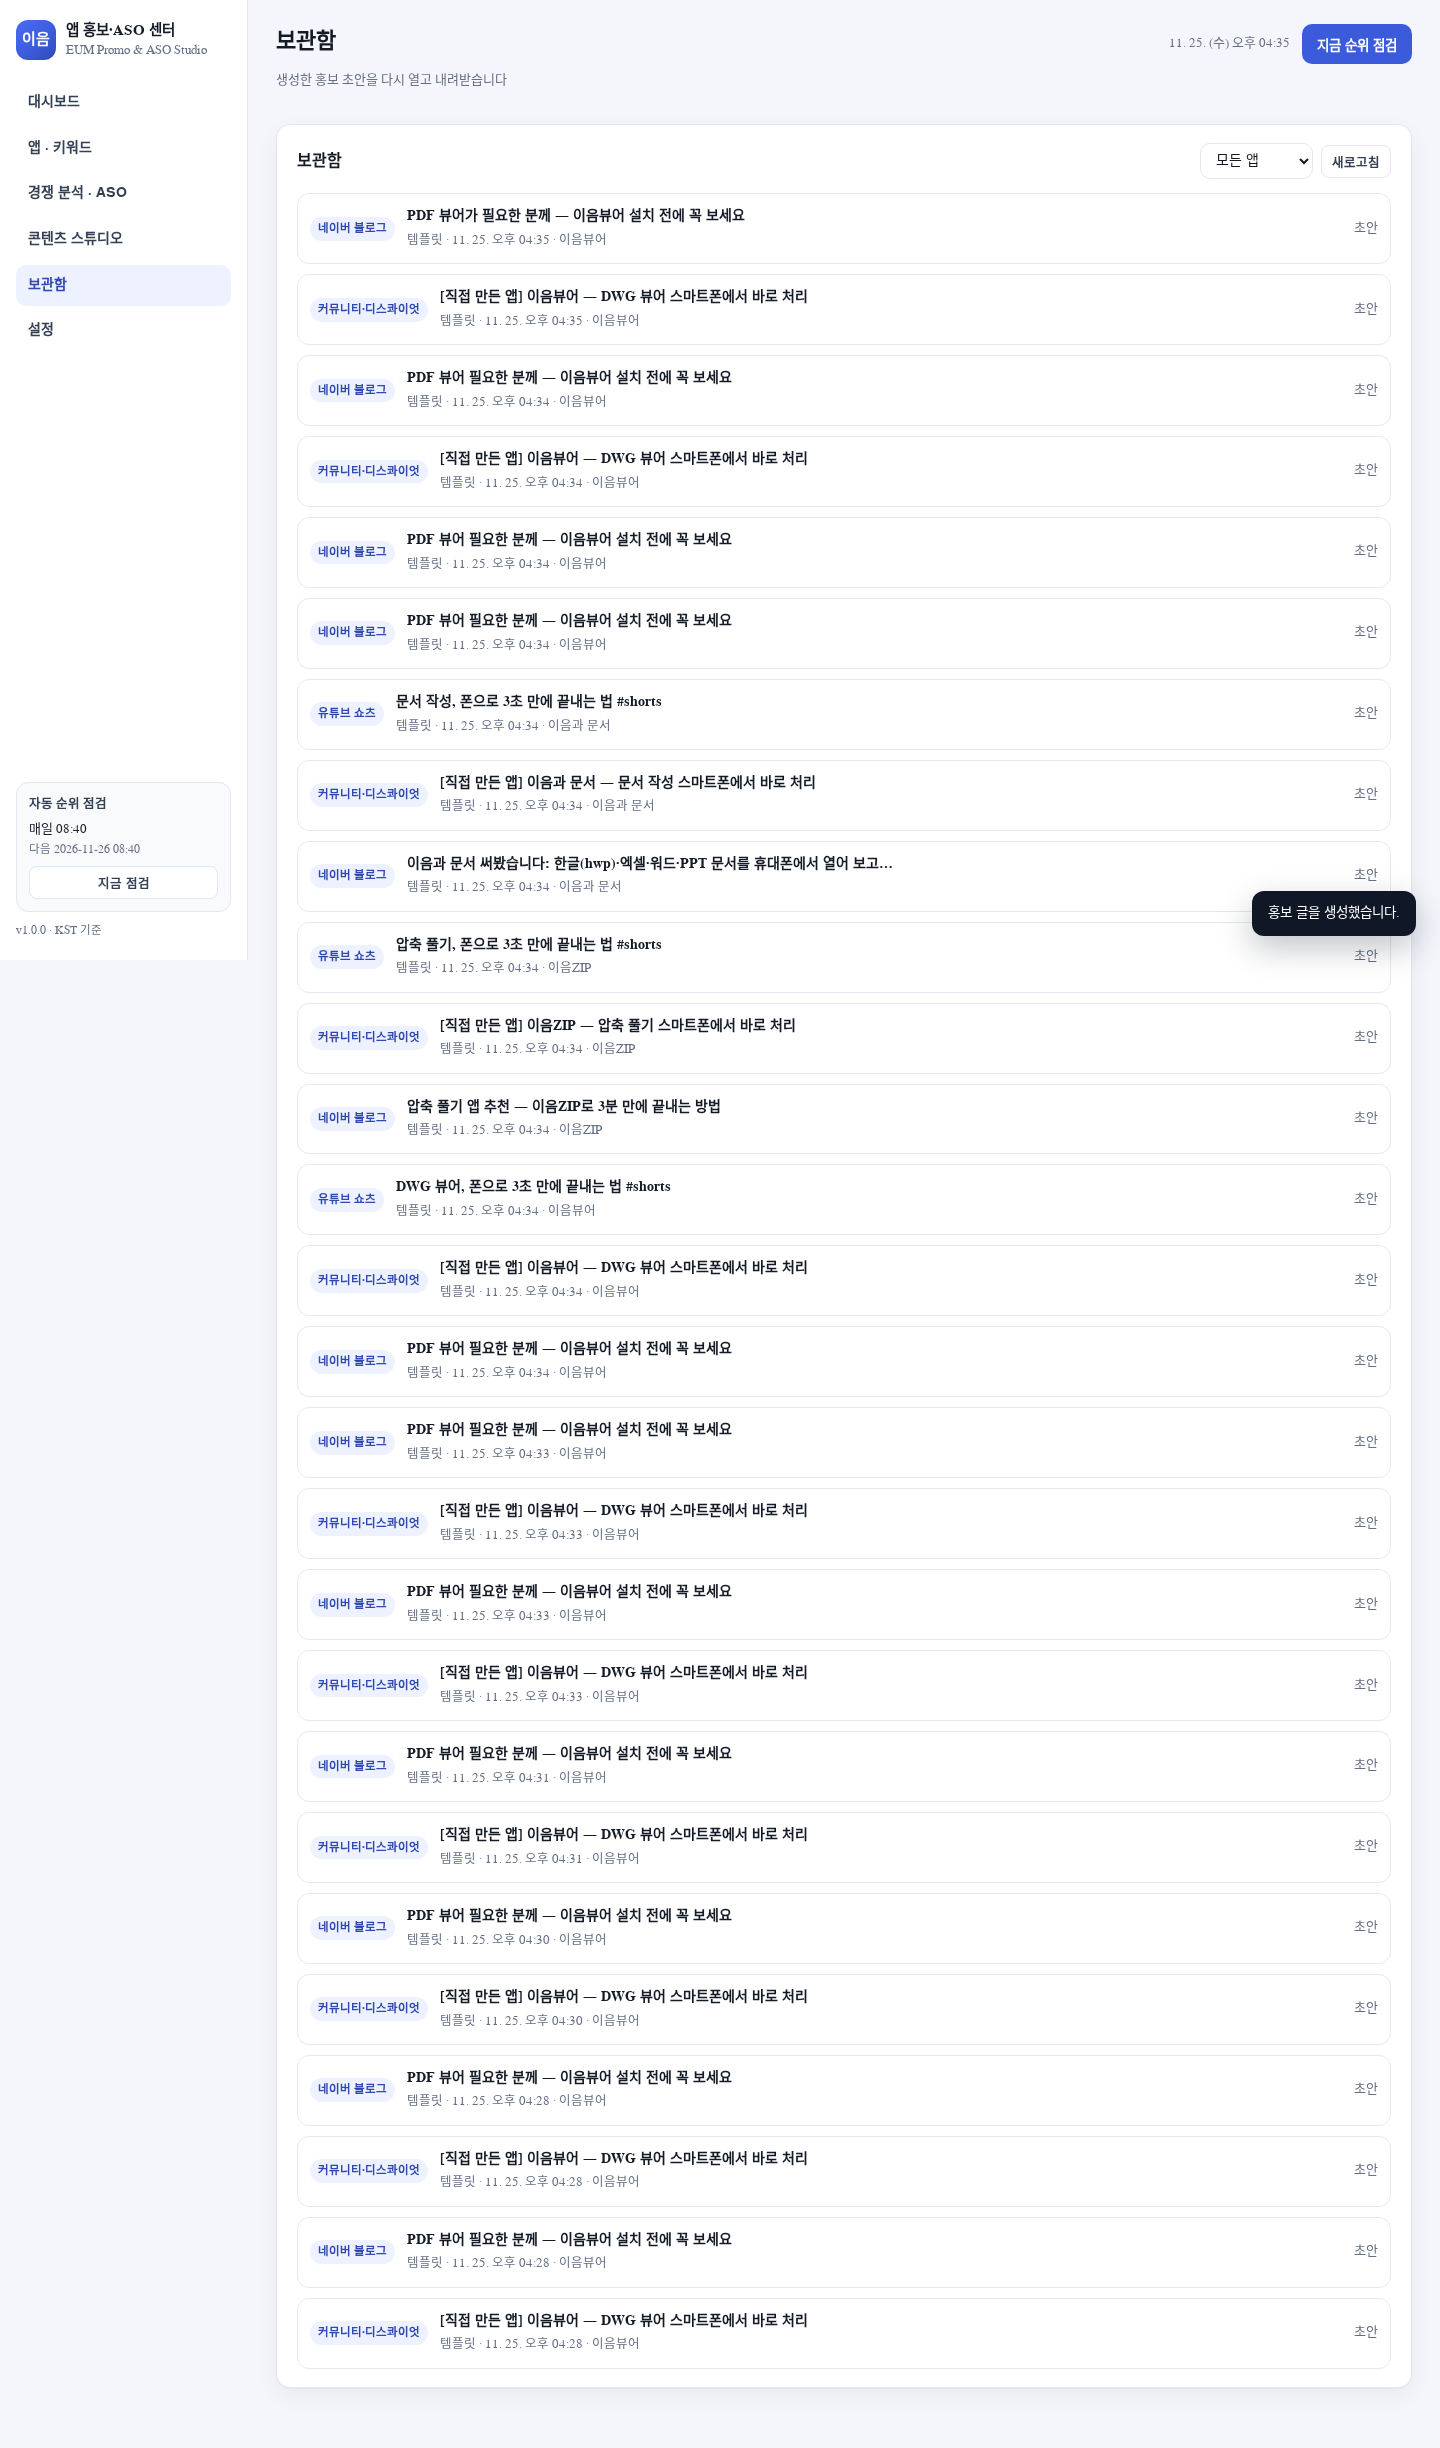 이음
앱 홍보·ASO 센터
EUM Promo & ASO Studio
대시보드
앱 · 키워드
경쟁 분석 · ASO
콘텐츠 스튜디오
보관함
설정
자동 순위 점검
매일 08:40
다음 2026-11-26 08:40
지금 점검
v1.0.0 · KST 기준
보관함
생성한 홍보 초안을 다시 열고 내려받습니다
11. 25. (수) 오후 04:35
지금 순위 점검
보관함
모든 앱
새로고침
네이버 블로그
PDF 뷰어가 필요한 분께 — 이음뷰어 설치 전에 꼭 보세요
템플릿 · 11. 25. 오후 04:35 · 이음뷰어
초안
커뮤니티·디스콰이엇
[직접 만든 앱] 이음뷰어 — DWG 뷰어 스마트폰에서 바로 처리
템플릿 · 11. 25. 오후 04:35 · 이음뷰어
초안
네이버 블로그
PDF 뷰어 필요한 분께 — 이음뷰어 설치 전에 꼭 보세요
템플릿 · 11. 25. 오후 04:34 · 이음뷰어
초안
커뮤니티·디스콰이엇
[직접 만든 앱] 이음뷰어 — DWG 뷰어 스마트폰에서 바로 처리
템플릿 · 11. 25. 오후 04:34 · 이음뷰어
초안
네이버 블로그
PDF 뷰어 필요한 분께 — 이음뷰어 설치 전에 꼭 보세요
템플릿 · 11. 25. 오후 04:34 · 이음뷰어
초안
네이버 블로그
PDF 뷰어 필요한 분께 — 이음뷰어 설치 전에 꼭 보세요
템플릿 · 11. 25. 오후 04:34 · 이음뷰어
초안
유튜브 쇼츠
문서 작성, 폰으로 3초 만에 끝내는 법 #shorts
템플릿 · 11. 25. 오후 04:34 · 이음과 문서
초안
커뮤니티·디스콰이엇
[직접 만든 앱] 이음과 문서 — 문서 작성 스마트폰에서 바로 처리
템플릿 · 11. 25. 오후 04:34 · 이음과 문서
초안
네이버 블로그
이음과 문서 써봤습니다: 한글(hwp)·엑셀·워드·PPT 문서를 휴대폰에서 열어 보고…
템플릿 · 11. 25. 오후 04:34 · 이음과 문서
초안
홍보 글을 생성했습니다.
유튜브 쇼츠
압축 풀기, 폰으로 3초 만에 끝내는 법 #shorts
템플릿 · 11. 25. 오후 04:34 · 이음ZIP
초안
커뮤니티·디스콰이엇
[직접 만든 앱] 이음ZIP — 압축 풀기 스마트폰에서 바로 처리
템플릿 · 11. 25. 오후 04:34 · 이음ZIP
초안
네이버 블로그
압축 풀기 앱 추천 — 이음ZIP로 3분 만에 끝내는 방법
템플릿 · 11. 25. 오후 04:34 · 이음ZIP
초안
유튜브 쇼츠
DWG 뷰어, 폰으로 3초 만에 끝내는 법 #shorts
템플릿 · 11. 25. 오후 04:34 · 이음뷰어
초안
커뮤니티·디스콰이엇
[직접 만든 앱] 이음뷰어 — DWG 뷰어 스마트폰에서 바로 처리
템플릿 · 11. 25. 오후 04:34 · 이음뷰어
초안
네이버 블로그
PDF 뷰어 필요한 분께 — 이음뷰어 설치 전에 꼭 보세요
템플릿 · 11. 25. 오후 04:34 · 이음뷰어
초안
네이버 블로그
PDF 뷰어 필요한 분께 — 이음뷰어 설치 전에 꼭 보세요
템플릿 · 11. 25. 오후 04:33 · 이음뷰어
초안
커뮤니티·디스콰이엇
[직접 만든 앱] 이음뷰어 — DWG 뷰어 스마트폰에서 바로 처리
템플릿 · 11. 25. 오후 04:33 · 이음뷰어
초안
네이버 블로그
PDF 뷰어 필요한 분께 — 이음뷰어 설치 전에 꼭 보세요
템플릿 · 11. 25. 오후 04:33 · 이음뷰어
초안
커뮤니티·디스콰이엇
[직접 만든 앱] 이음뷰어 — DWG 뷰어 스마트폰에서 바로 처리
템플릿 · 11. 25. 오후 04:33 · 이음뷰어
초안
네이버 블로그
PDF 뷰어 필요한 분께 — 이음뷰어 설치 전에 꼭 보세요
템플릿 · 11. 25. 오후 04:31 · 이음뷰어
초안
커뮤니티·디스콰이엇
[직접 만든 앱] 이음뷰어 — DWG 뷰어 스마트폰에서 바로 처리
템플릿 · 11. 25. 오후 04:31 · 이음뷰어
초안
네이버 블로그
PDF 뷰어 필요한 분께 — 이음뷰어 설치 전에 꼭 보세요
템플릿 · 11. 25. 오후 04:30 · 이음뷰어
초안
커뮤니티·디스콰이엇
[직접 만든 앱] 이음뷰어 — DWG 뷰어 스마트폰에서 바로 처리
템플릿 · 11. 25. 오후 04:30 · 이음뷰어
초안
네이버 블로그
PDF 뷰어 필요한 분께 — 이음뷰어 설치 전에 꼭 보세요
템플릿 · 11. 25. 오후 04:28 · 이음뷰어
초안
커뮤니티·디스콰이엇
[직접 만든 앱] 이음뷰어 — DWG 뷰어 스마트폰에서 바로 처리
템플릿 · 11. 25. 오후 04:28 · 이음뷰어
초안
네이버 블로그
PDF 뷰어 필요한 분께 — 이음뷰어 설치 전에 꼭 보세요
템플릿 · 11. 25. 오후 04:28 · 이음뷰어
초안
커뮤니티·디스콰이엇
[직접 만든 앱] 이음뷰어 — DWG 뷰어 스마트폰에서 바로 처리
템플릿 · 11. 25. 오후 04:28 · 이음뷰어
초안